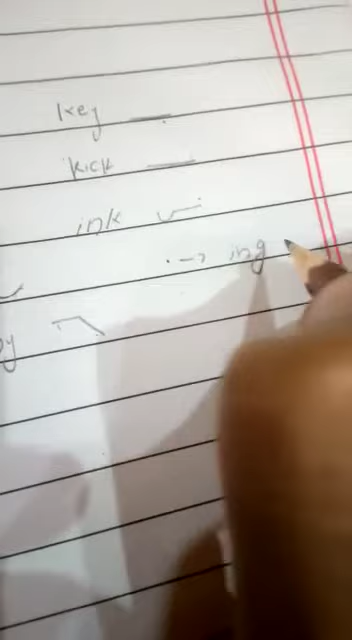 key —
kick —
ink
. → ing